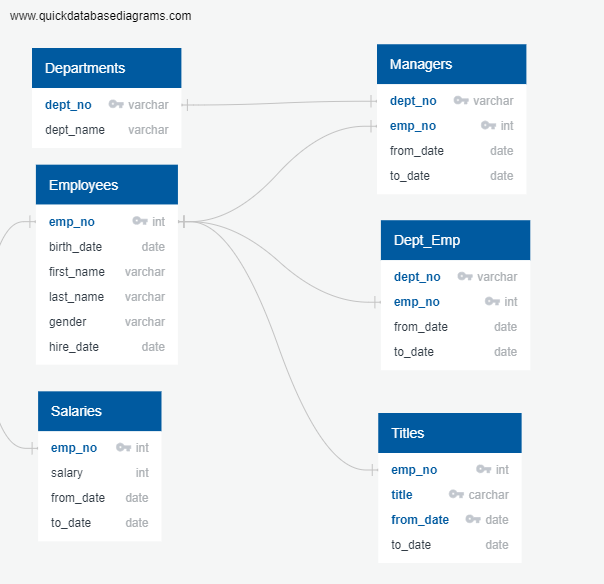 www.quickdatabasediagrams.com
Departments
dept_no varchar
dept_name varchar
Employees
emp_no int
birth_date date
first_name varchar
last_name varchar
gender varchar
hire_date date
Salaries
emp_no int
salary int
from_date date
to_date date
Managers
dept_no varchar
emp_no int
from_date date
to_date date
Dept_Emp
dept_no varchar
emp_no int
from_date date
to_date date
Titles
emp_no int
title carchar
from_date date
to_date date